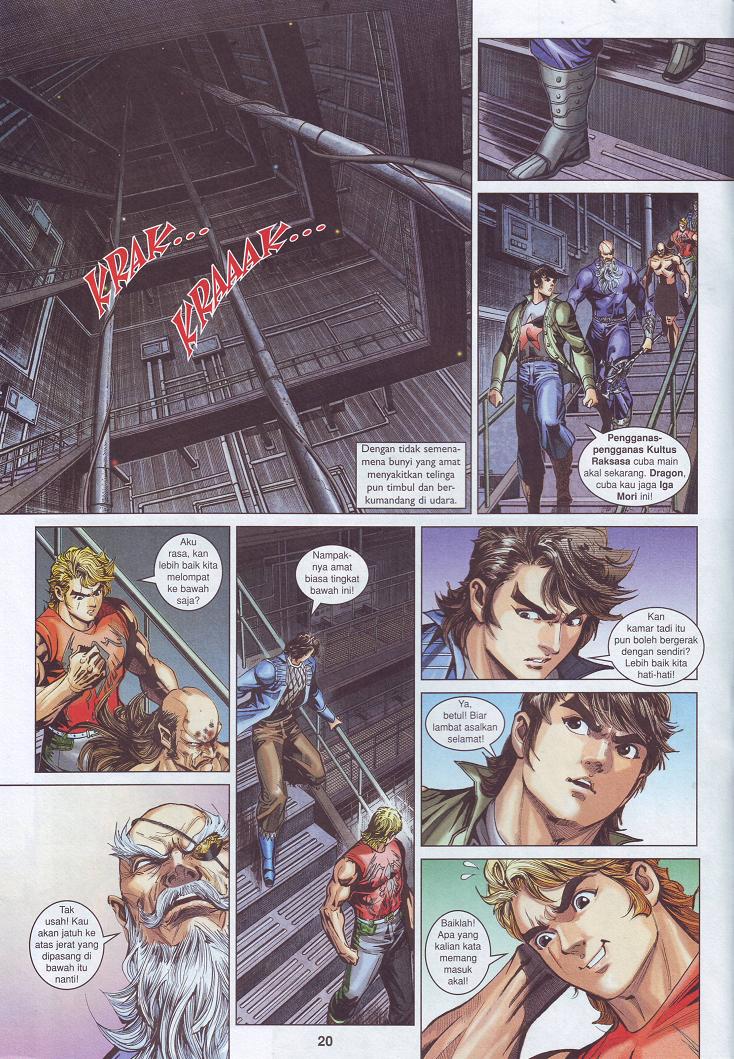 KRAK...
KRAAAK...
Dengan tidak semena-
mena bunyi yang amat
menyakitkan telinga
pun timbul dan ber-
kumandang di udara.
Pengganas-
pengganas Kultus
Raksasa cuba main
akal sekarang. Dragon,
cuba kau jaga Iga
Mori ini!
Aku
rasa, kan
lebih baik kita
melompat
ke bawah
saja?
Nampak-
nya amat
biasa tingkat
bawah ini!
Kan
kamar tadi itu
pun boleh bergerak
dengan sendiri?
Lebih baik kita
hati-hati!
Ya,
betul! Biar
lambat asalkan
selamat!
Tak
usah! Kau
akan jatuh ke
atas jerat yang
dipasang di
bawah itu
nanti!
Baiklah!
Apa yang
kalian kata
memang
masuk
akal!
20